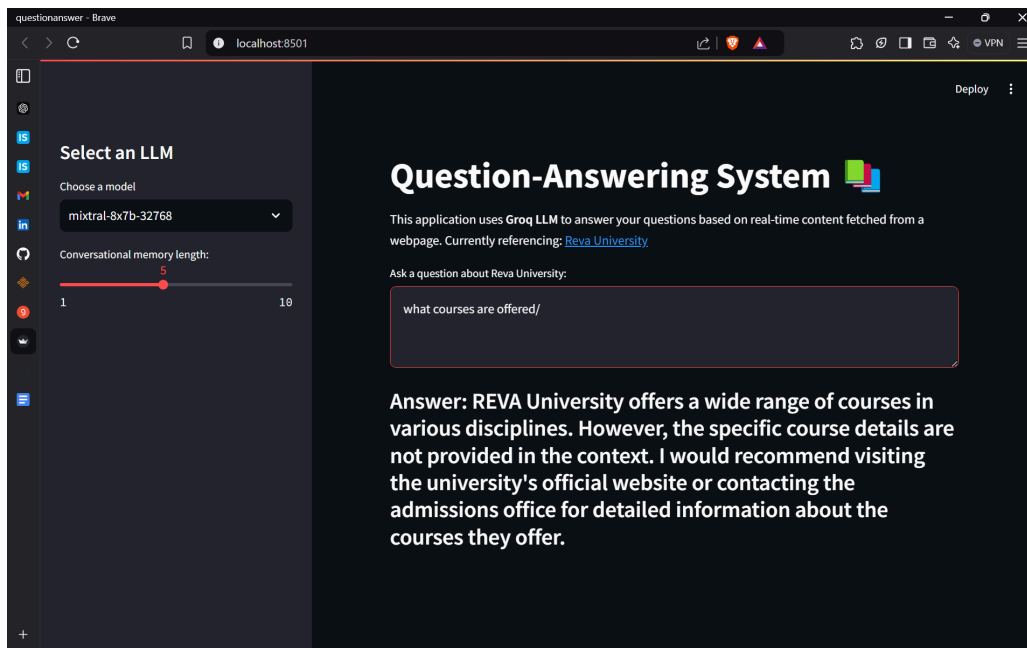 questionanswer - Brave
localhost:8501
VPN
Deploy
IS
IS
in
9
Select an LLM
Choose a model
mixtral-8x7b-32768
Conversational memory length:
5
1 10
Question-Answering System
This application uses Groq LLM to answer your questions based on real-time content fetched from a
webpage. Currently referencing: Reva University
Ask a question about Reva University:
what courses are offered/
Answer: REVA University offers a wide range of courses in
various disciplines. However, the specific course details are
not provided in the context. I would recommend visiting
the university's official website or contacting the
admissions office for detailed information about the
courses they offer.